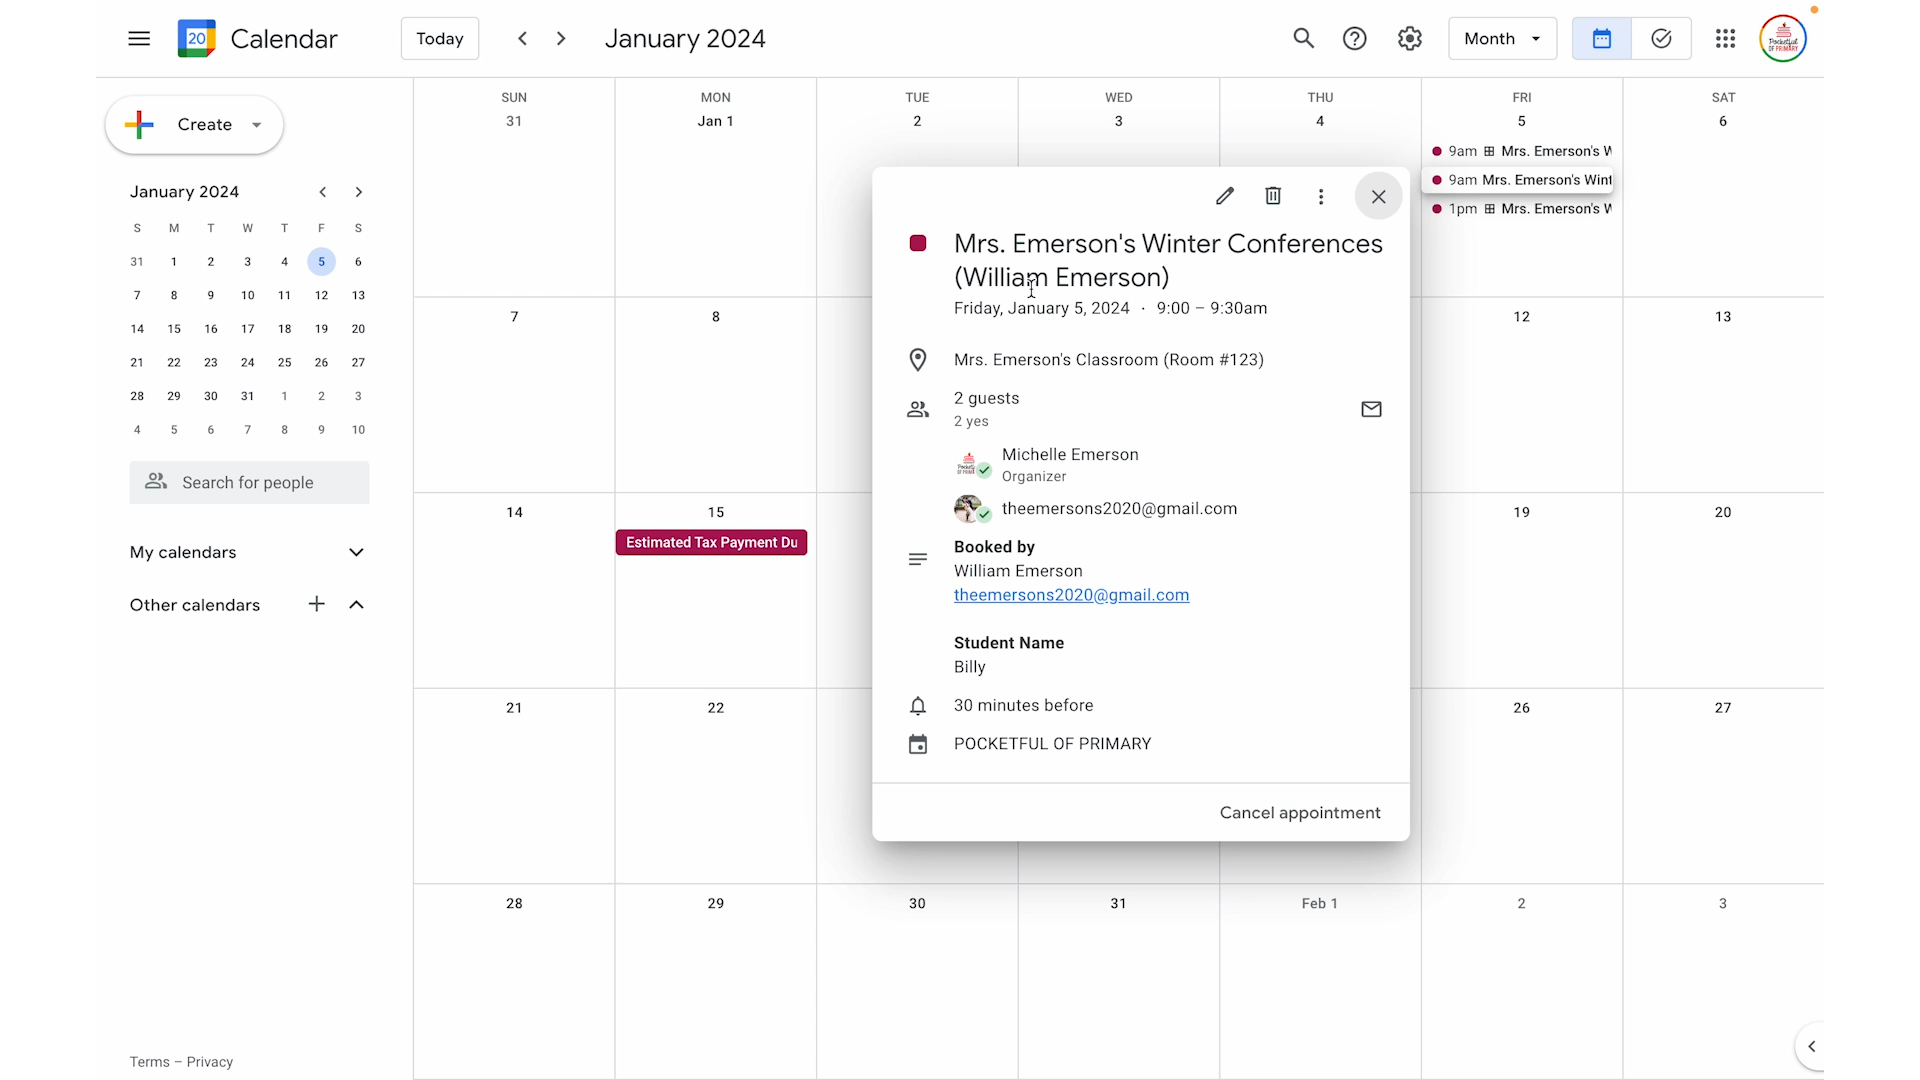 20 Calendar Today January 2024 Month
Create
January 2024
S M T W T F S
31 1 2 3 4 5 6
7 8 9 10 11 12 13
14 15 16 17 18 19 20
21 22 23 24 25 26 27
28 29 30 31 1 2 3
4 5 6 7 8 9 10
Search for people
My calendars
Other calendars
Terms – Privacy
SUN MON TUE WED THU FRI SAT
31 Jan 1 2 3 4 5 6
9am Mrs. Emerson's W
9am Mrs. Emerson's Wint
1pm Mrs. Emerson's W
7 8 12 13
14 15 19 20
Estimated Tax Payment Du
21 22 26 27
28 29 30 31 Feb 1 2 3
Mrs. Emerson's Winter Conferences
(William Emerson)
Friday, January 5, 2024 · 9:00 – 9:30am
Mrs. Emerson's Classroom (Room #123)
2 guests
2 yes
Michelle Emerson
Organizer
theemersons2020@gmail.com
Booked by
William Emerson
theemersons2020@gmail.com
Student Name
Billy
30 minutes before
POCKETFUL OF PRIMARY
Cancel appointment
Pocketful
OF PRIMARY